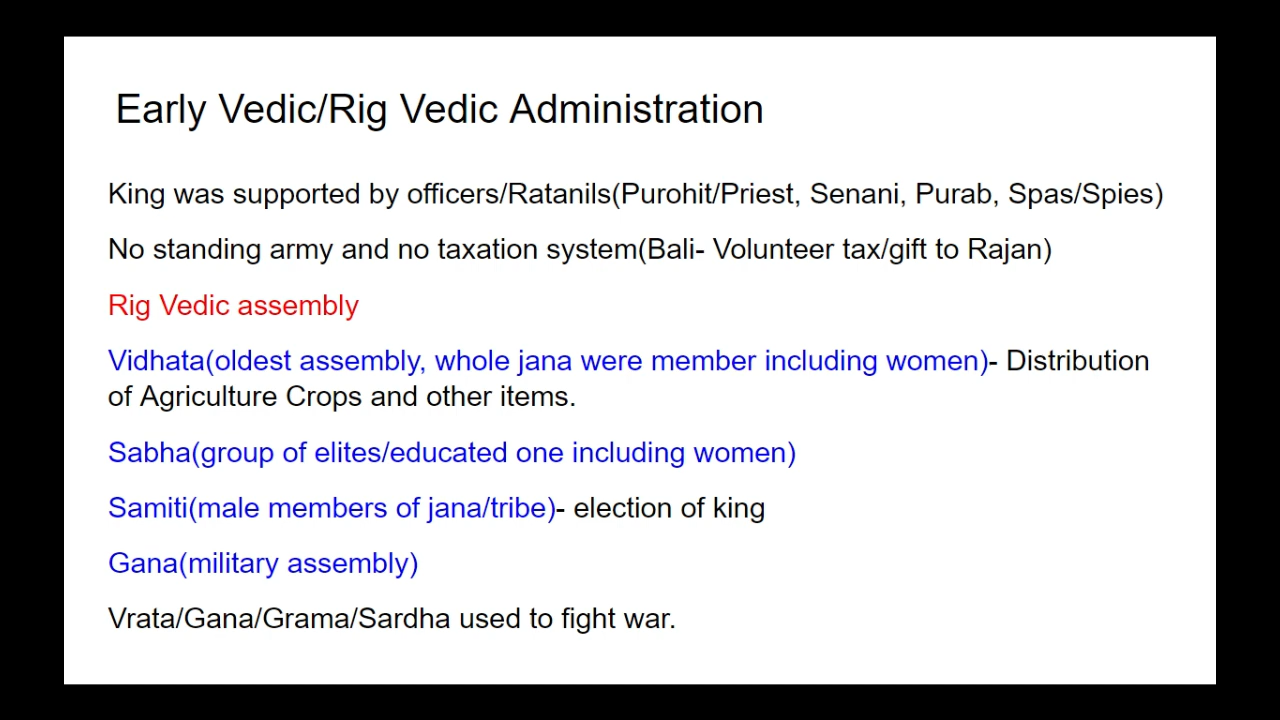 Early Vedic/Rig Vedic Administration
King was supported by officers/Ratanils(Purohit/Priest, Senani, Purab, Spas/Spies)
No standing army and no taxation system(Bali- Volunteer tax/gift to Rajan)
Rig Vedic assembly
Vidhata(oldest assembly, whole jana were member including women)- Distribution
of Agriculture Crops and other items.
Sabha(group of elites/educated one including women)
Samiti(male members of jana/tribe)- election of king
Gana(military assembly)
Vrata/Gana/Grama/Sardha used to fight war.